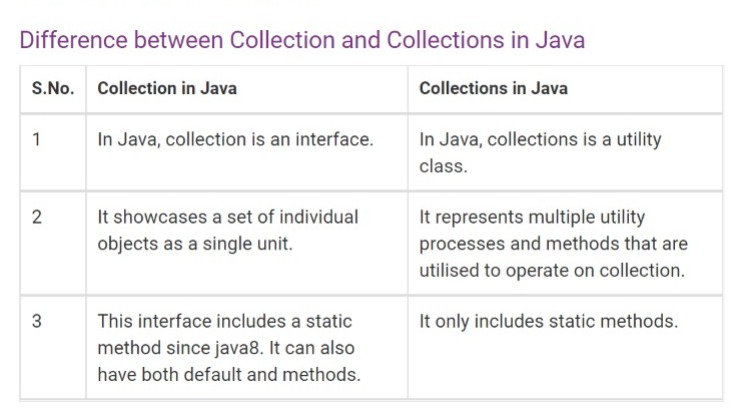 Difference between Collection and Collections in Java
S.No. Collection in Java Collections in Java
1 In Java, collection is an interface. In Java, collections is a utility
class.
2 It showcases a set of individual It represents multiple utility
objects as a single unit. processes and methods that are
utilised to operate on collection.
3 This interface includes a static It only includes static methods.
method since java8. It can also
have both default and methods.